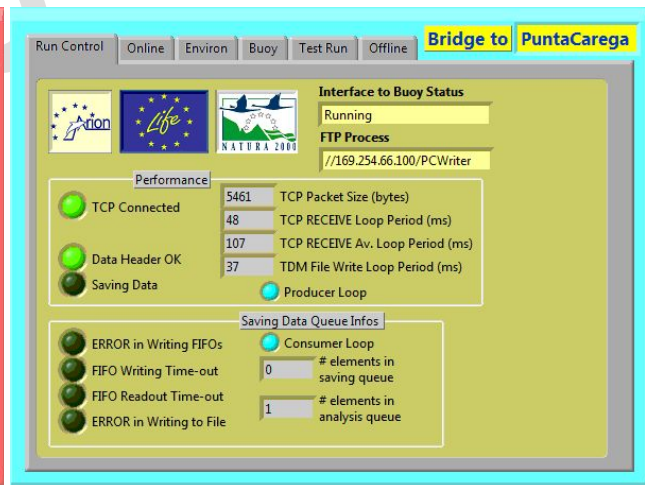 Bridge to PuntaCarega
Run Control Online Environ Buoy Test Run Offline
Arion
Life
NATURA 2000
Interface to Buoy Status
Running
FTP Process
//169.254.66.100/PCWriter
Performance
TCP Connected
5461 TCP Packet Size (bytes)
48 TCP RECEIVE Loop Period (ms)
107 TCP RECEIVE Av. Loop Period (ms)
Data Header OK
37 TDM File Write Loop Period (ms)
Saving Data
Producer Loop
Saving Data Queue Infos
ERROR in Writing FIFOs
Consumer Loop
FIFO Writing Time-out
0 # elements in
saving queue
FIFO Readout Time-out
1 # elements in
analysis queue
ERROR in Writing to File